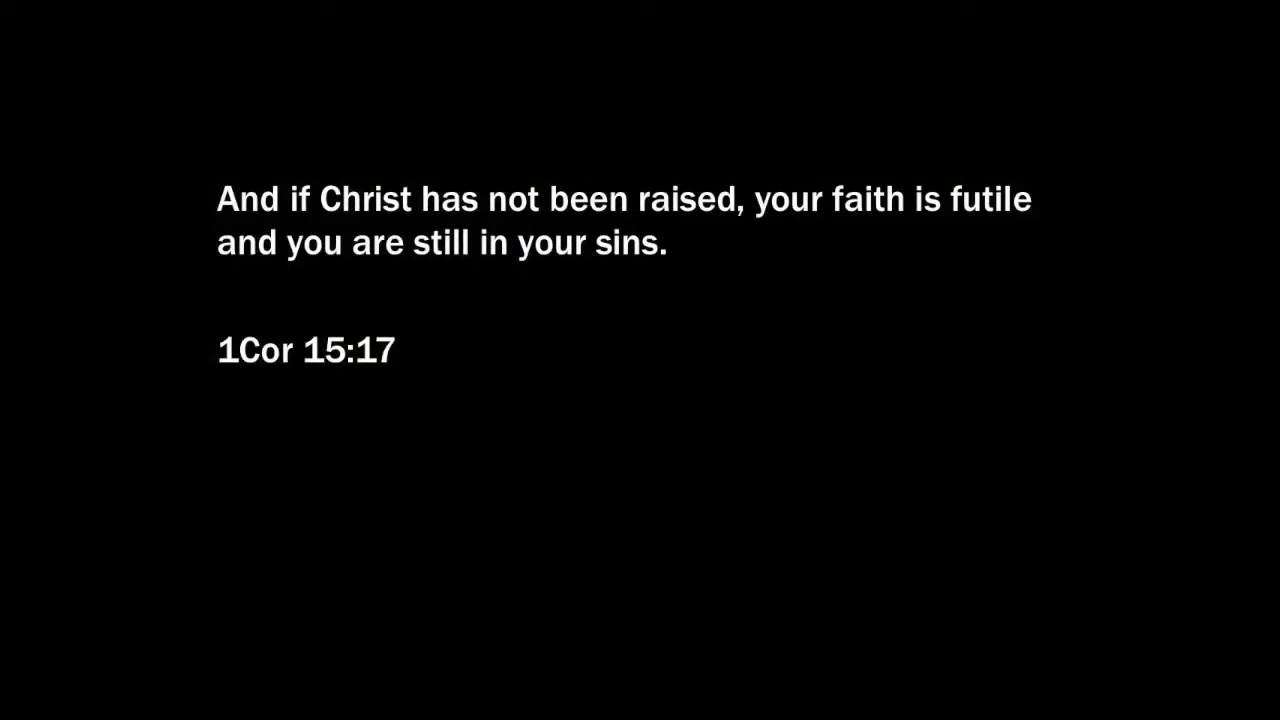 And if Christ has not been raised, your faith is futile
and you are still in your sins.
1Cor 15:17